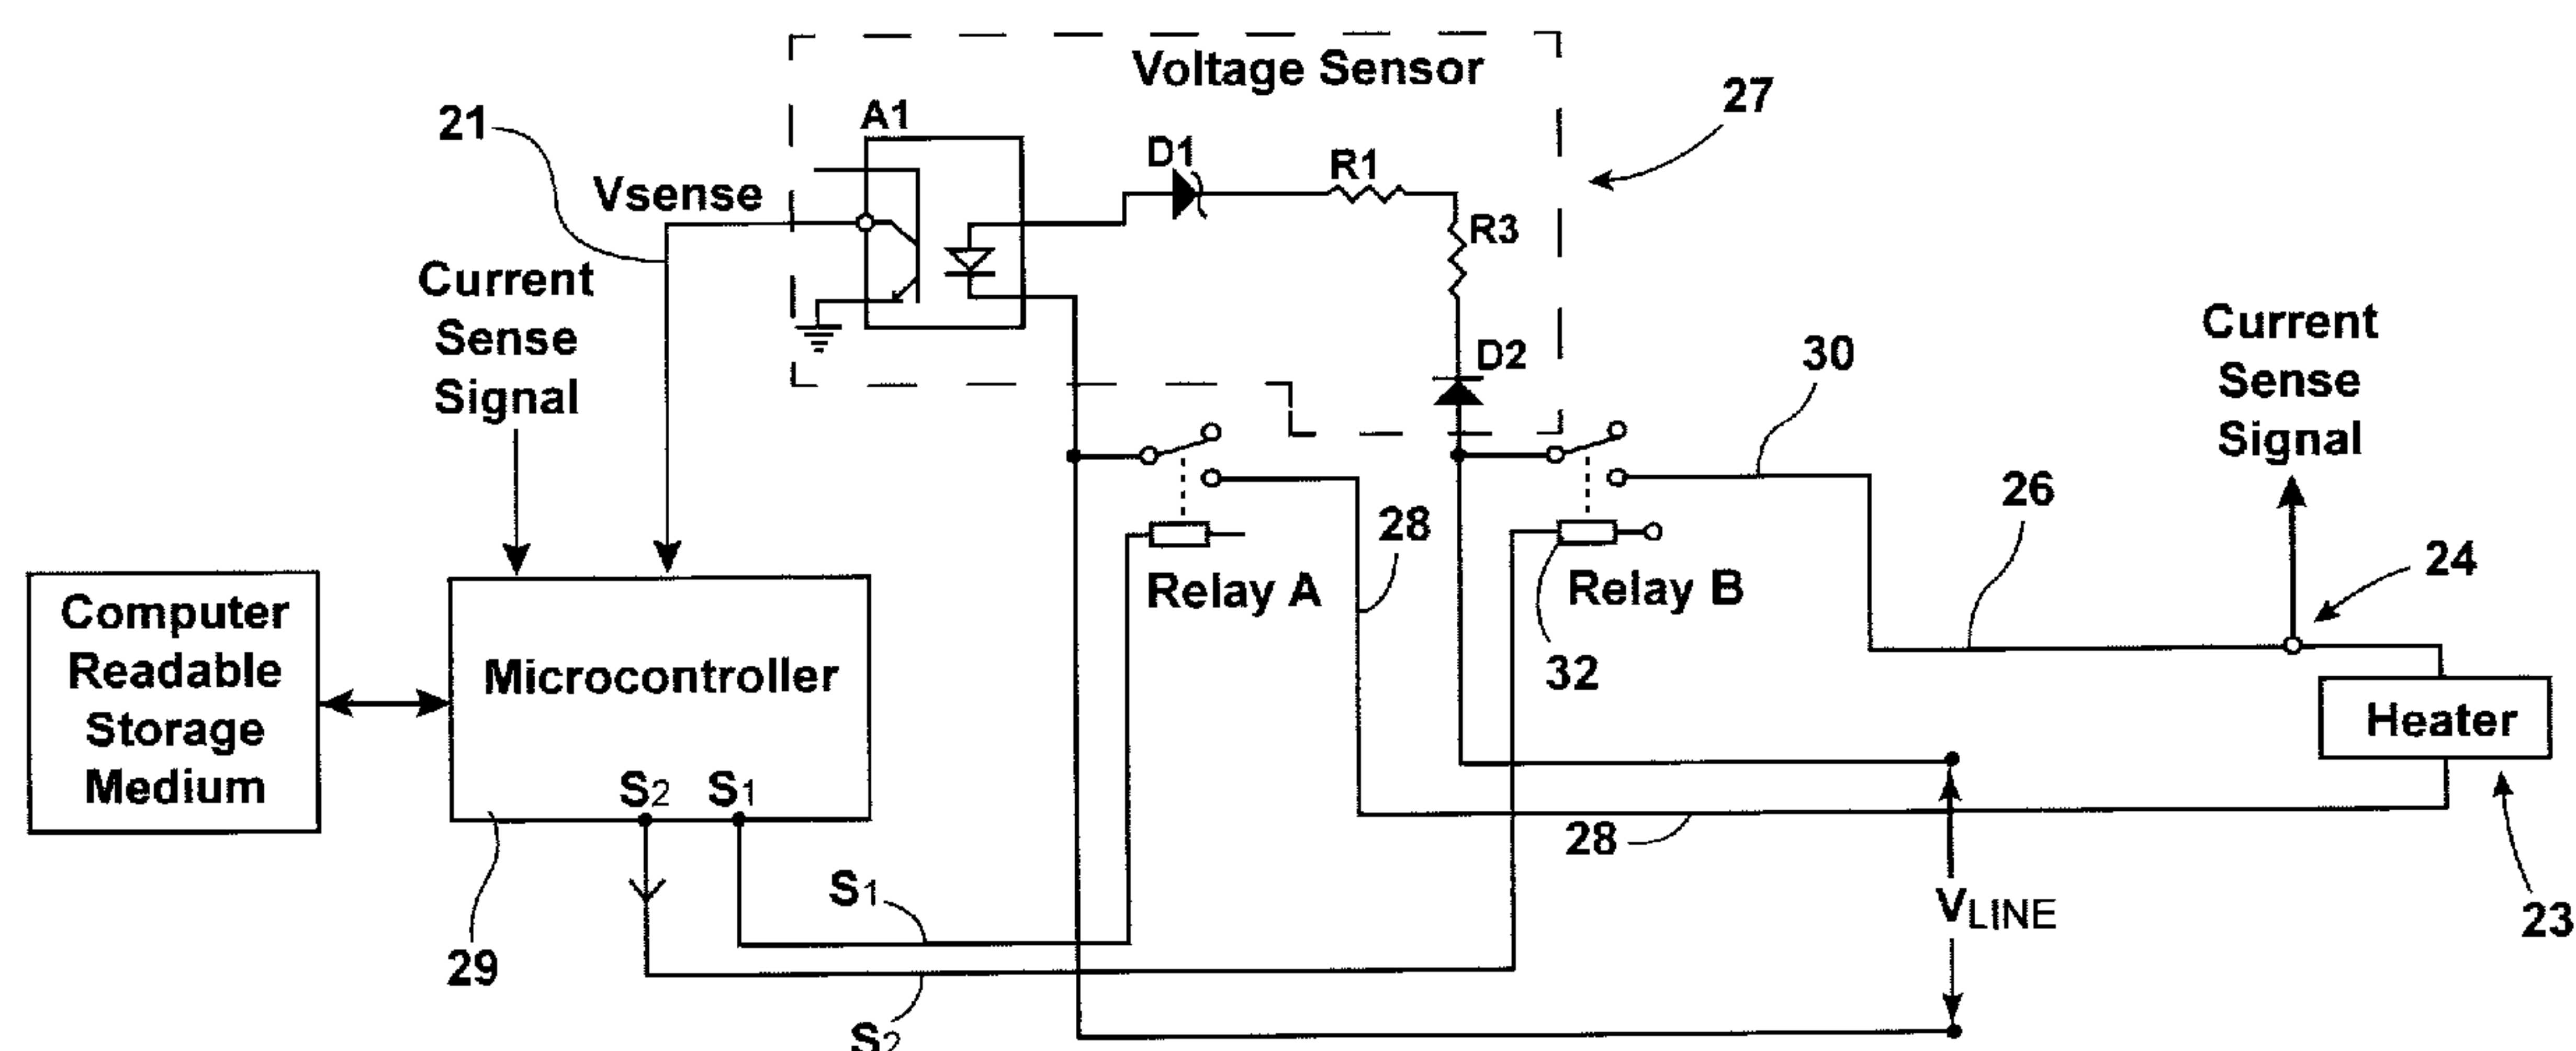 Voltage Sensor
27
21
A1
D1
R1
Vsense
R3
Current
Sense
Signal
D2
30
Current
Sense
Signal
26
28
24
Relay A
Relay B
32
Computer
Readable
Storage
Medium
Microcontroller
Heater
S2 S1
28
S1
VLINE
23
29
S2